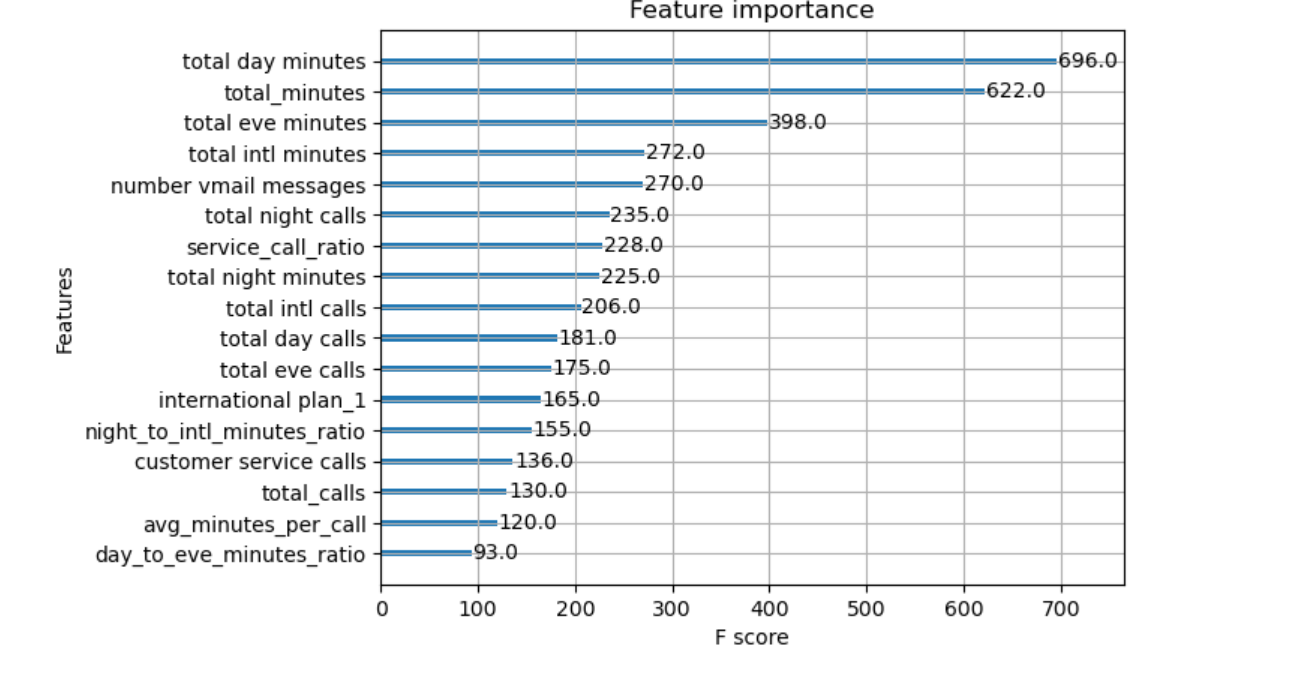 Feature importance
total day minutes 696.0
total_minutes 622.0
total eve minutes 398.0
total intl minutes 272.0
number vmail messages 270.0
total night calls 235.0
service_call_ratio 228.0
total night minutes 225.0
total intl calls 206.0
total day calls 181.0
total eve calls 175.0
international plan_1 165.0
night_to_intl_minutes_ratio 155.0
customer service calls 136.0
total_calls 130.0
avg_minutes_per_call 120.0
day_to_eve_minutes_ratio 93.0
Features
0 100 200 300 400 500 600 700
F score